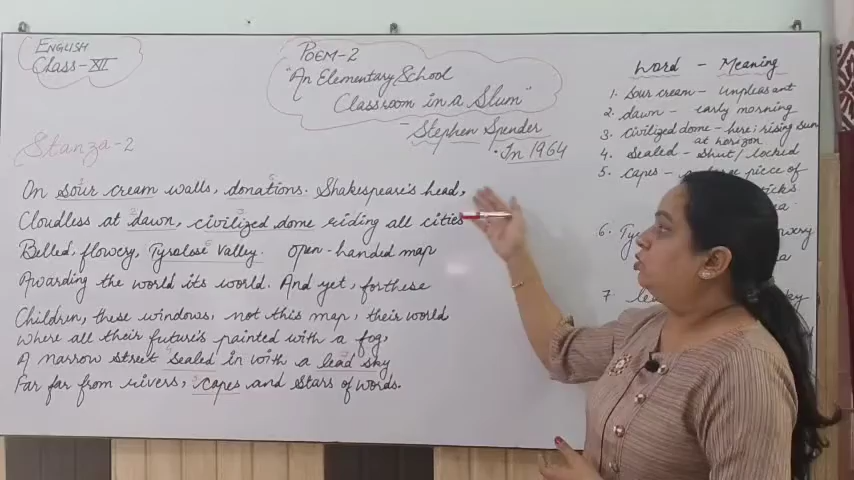 ENGLISH
Class-XII
POEM-2
"An Elementary School
Classroom in a Slum"
- Stephen Spender
• In 1964
Stanza-2
On sour cream walls, donations. Shakespeare's head,
Cloudless at dawn, civilized dome riding all cities
Belled, flowery, Tyrolese valley. open-handed map
Awarding the world its world. And yet, for these
Children, these windows, not this map, their world
where all their future's painted with a fog,
A narrow street sealed in with a lead sky
Far far from rivers, capes and stars of words.
Word - Meaning
1. Sour cream - unpleasant
2. dawn - early morning
3. Civilized dome - here; rising sun
at horizon
4. Sealed - Shut / locked
5. capes - a piece of
6.
7.